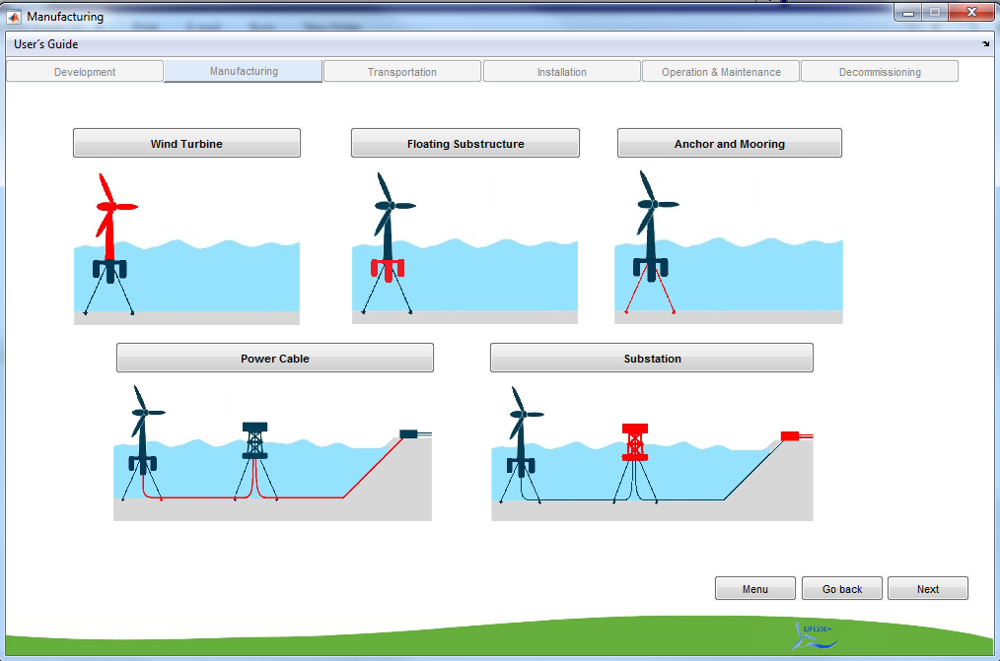 Manufacturing
User´s Guide
Development Manufacturing Transportation Installation Operation & Maintenance Decommissioning
Wind Turbine Floating Substructure Anchor and Mooring
Power Cable Substation
Menu Go back Next
LIFES50+